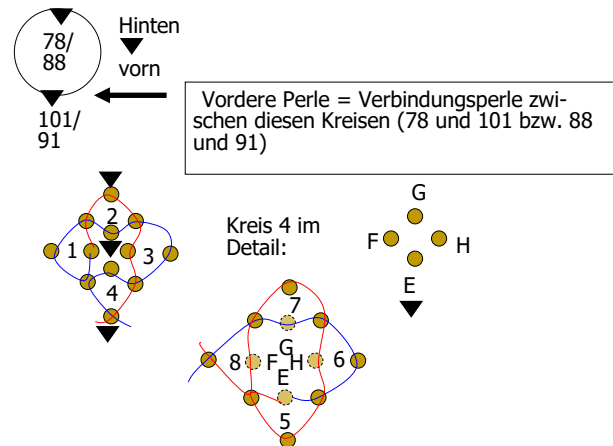 78/
88
Hinten
vorn
101/
91
Vordere Perle = Verbindungsperle zwi-
schen diesen Kreisen (78 und 101 bzw. 88
und 91)
2
1
3
4
Kreis 4 im
Detail:
G
F
H
E
7
G
8
F
H
6
E
5